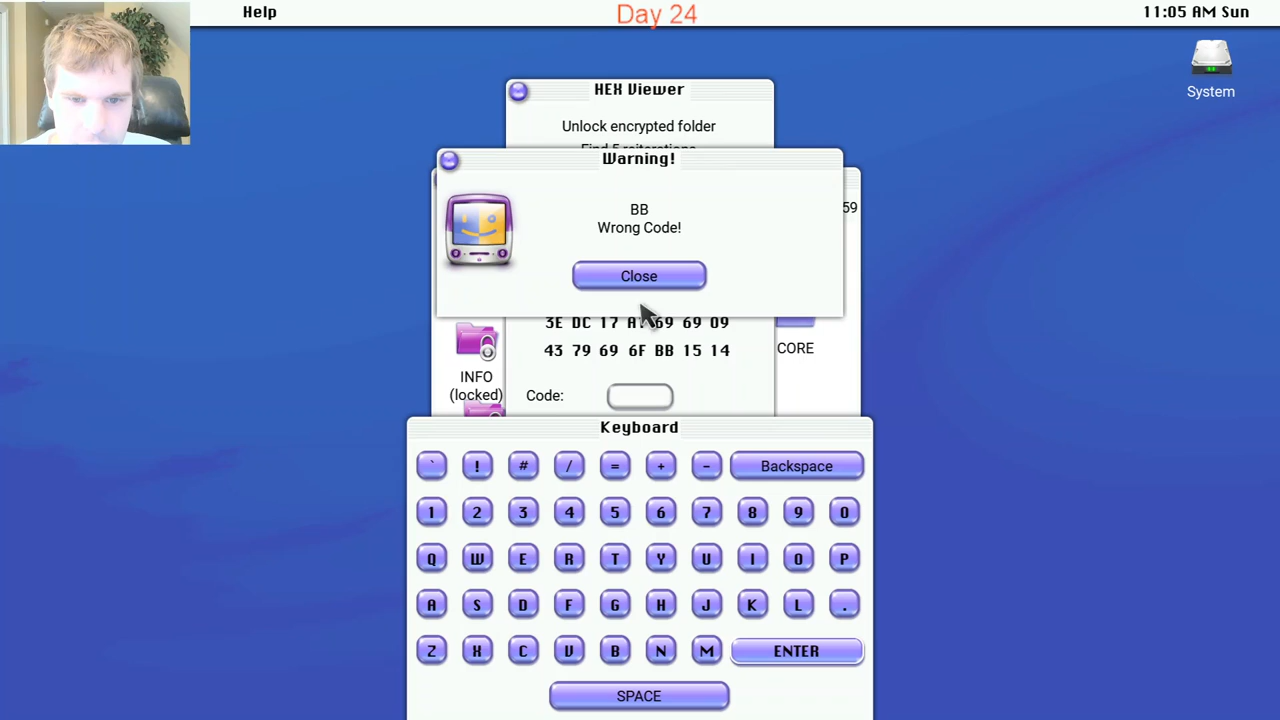 Help
Day 24
11:05 AM Sun
System
HEX Viewer
Unlock encrypted folder
Warning!
59
BB
Wrong Code!
Close
3E DC 17 69 69 09
43 79 69 6F BB 15 14
CORE
INFO
(locked)
Code:
Keyboard
` ! # / = + - Backspace
1 2 3 4 5 6 7 8 9 0
Q W E R T Y U I O P
A S D F G H J K L .
Z X C V B N M ENTER
SPACE